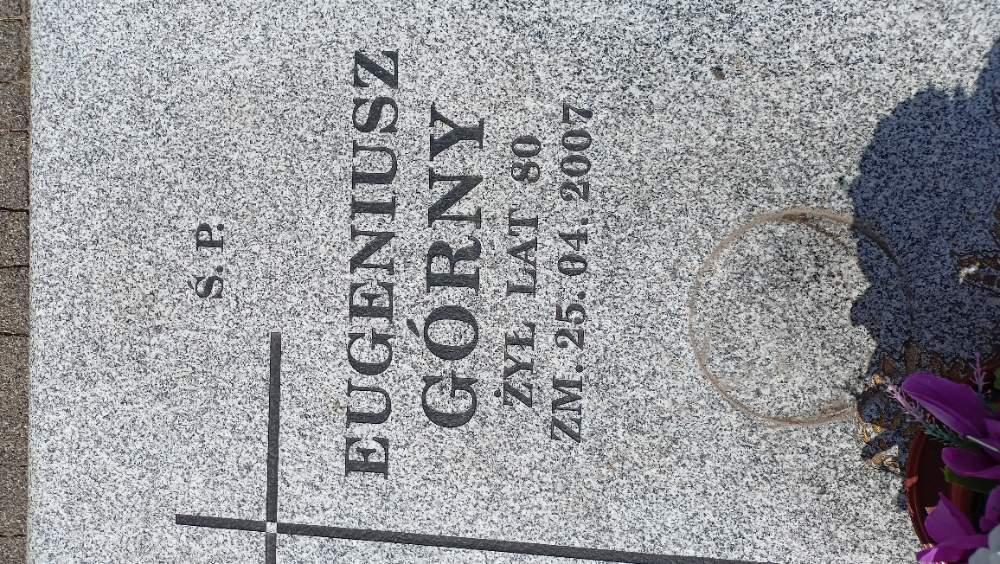 Ś. P.
EUGENIUSZ
GÓRNY
ŻYŁ LAT 80
ZM. 25. 04. 2007